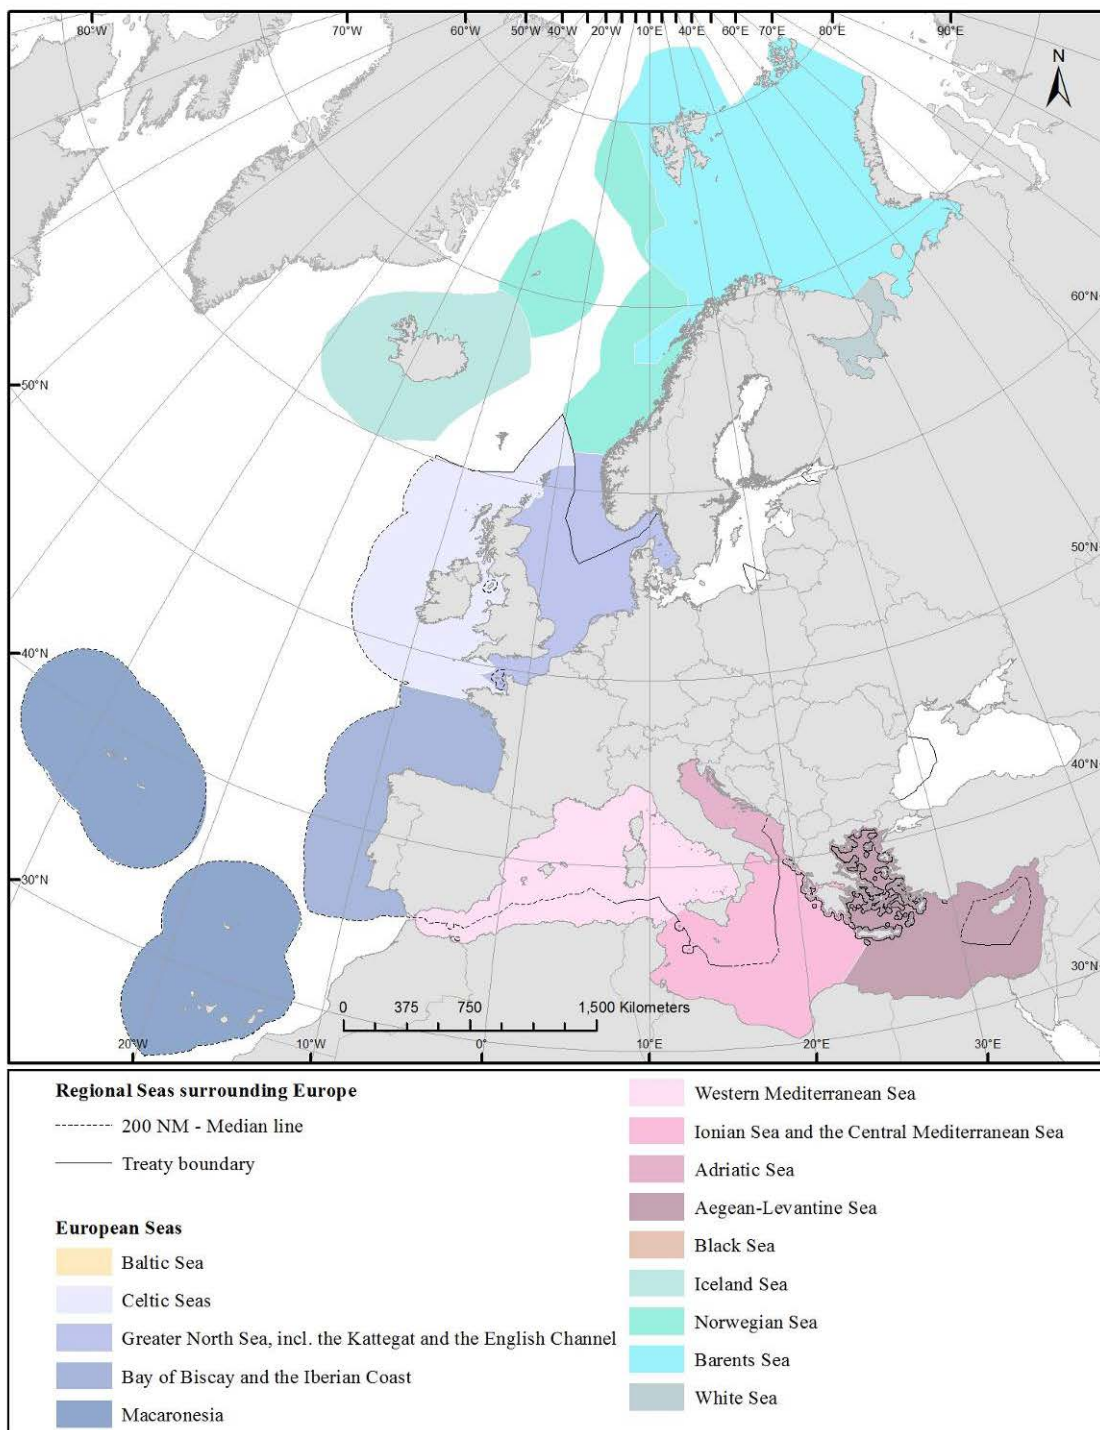 80°W 70°W 60°W 50°W 40°W 20°W 10°E 40°E 60°E 70°E 80°E 90°E
N
60°N
50°N
50°N
40°N
40°N
30°N
30°N
0 375 750 1,500 Kilometers
20°W 10°W 0° 10°E 20°E 30°E
Regional Seas surrounding Europe
200 NM - Median line
Treaty boundary
European Seas
Baltic Sea
Celtic Seas
Greater North Sea, incl. the Kattegat and the English Channel
Bay of Biscay and the Iberian Coast
Macaronesia
Western Mediterranean Sea
Ionian Sea and the Central Mediterranean Sea
Adriatic Sea
Aegean-Levantine Sea
Black Sea
Iceland Sea
Norwegian Sea
Barents Sea
White Sea